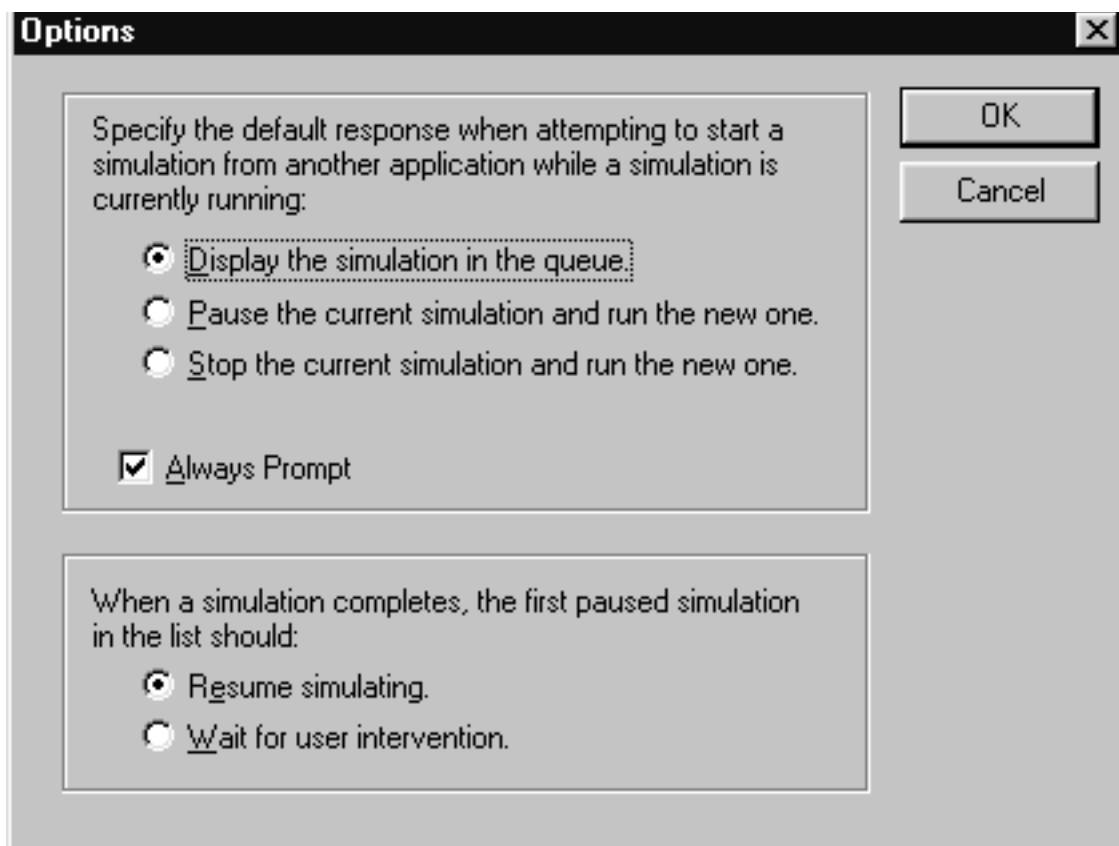 Options
Specify the default response when attempting to start a
simulation from another application while a simulation is
currently running:
Display the simulation in the queue.
Pause the current simulation and run the new one.
Stop the current simulation and run the new one.
Always Prompt
OK
Cancel
When a simulation completes, the first paused simulation
in the list should:
Resume simulating.
Wait for user intervention.